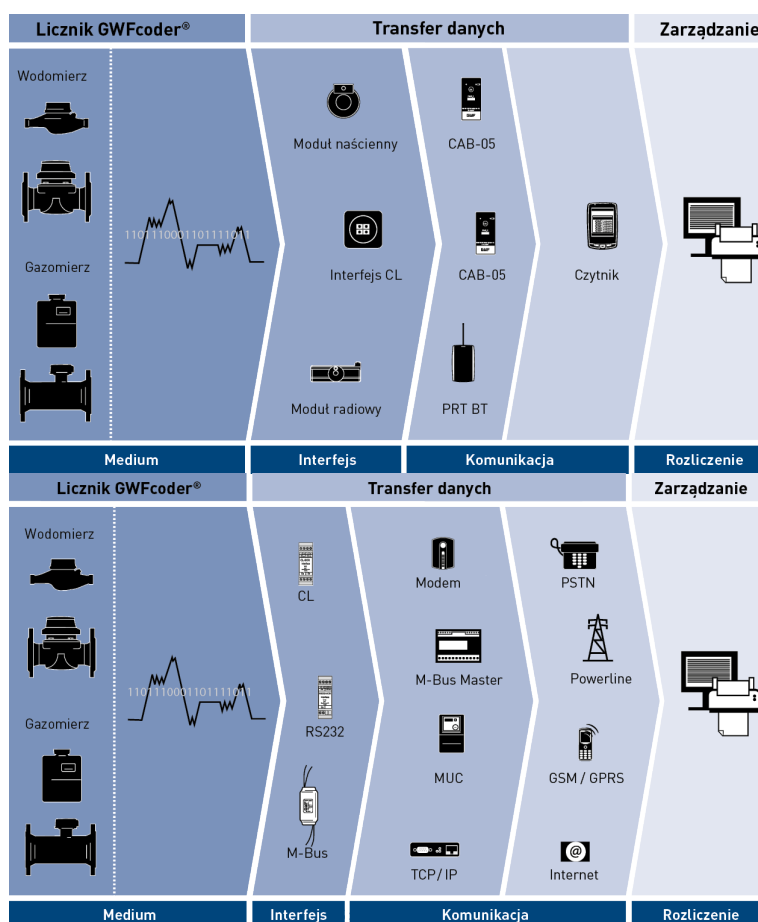 Licznik GWFcoder®
Transfer danych
Zarządzanie
Wodomierz
Gazomierz
11011100011011110​11
Moduł naścienny
CAB-05
Interfejs CL
CAB-05
Czytnik
Moduł radiowy
PRT BT
Medium
Interfejs
Komunikacja
Rozliczenie
Licznik GWFcoder®
Transfer danych
Zarządzanie
Wodomierz
Gazomierz
1101110001101111011
CL
Modem
PSTN
M-Bus Master
Powerline
RS232
MUC
GSM / GPRS
M-Bus
TCP/ IP
Internet
Medium
Interfejs
Komunikacja
Rozliczenie